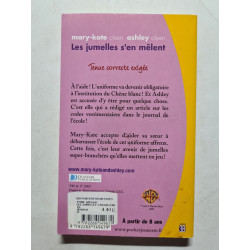 mary-kate olsen ashley olsen
Les jumelles s'en mêlent
Tenue correcte exigée
À l'aide ! L'uniforme va devenir obligatoire
à l'institution du Chêne blanc ! Et Ashley
est accusée d'y être pour quelque chose.
C'est elle qui a rédigé un article sur les
codes vestimentaires dans le journal de
l'école !
Mary-Kate accepte d'aider sa sœur à
débarrasser l'école de cet uniforme affreux.
Cette fois, c'est leur avenir de jumelles
super-branchées qu'elles mettent en jeu !
www.mary-kateandashley.com
À partir de 8 ans